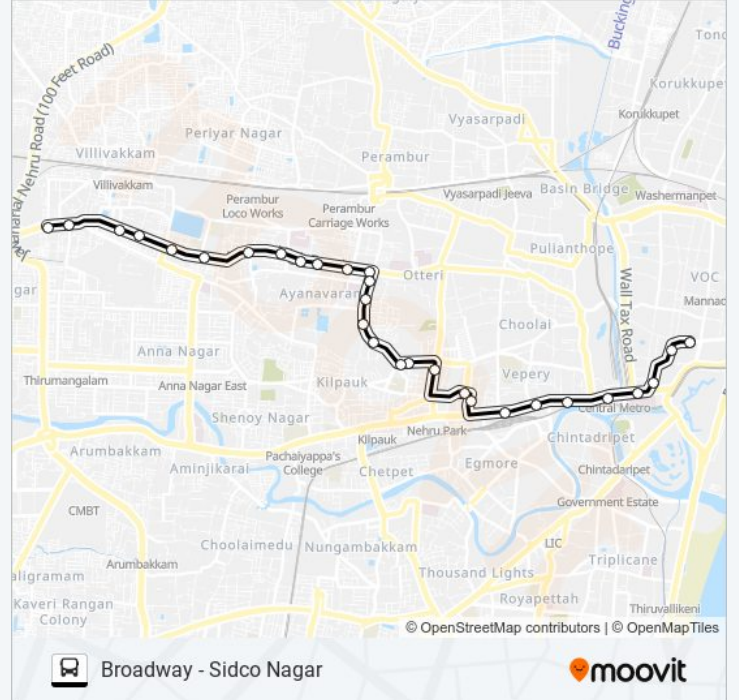 Bucking
Tond
Korukkupet
Korukkupet
Vyasarpadi
Periyar Nagar
Villivakkam
Perambur
Villivakkam
Basin Bridge
Vyasarpadi Jeeva
Washermanpet
Perambur
Loco Works
Perambur
Carriage Works
Nehru Road (100 Feet Road)
Pulianthope
Otteri
VOC
Wall Tax Road
gar
Ayanavaram
Mannad
Choolai
Anna Nagar
Thirumangalam
Anna Nagar East
Kilpauk
Vepery
Central Metro
Shenoy Nagar
Nehru Park
Kilpauk
Chintadripet
Arumbakkam
Pachaiyappa's
College
Aminjikarai
Chetpet
Egmore
Chintadaripet
CMBT
Government Estate
LIC
Choolaimedu
Nungambakkam
Triplicane
Arumbakkam
Thousand Lights
aligramam
Royapettah
Kaveri Rangan
Colony
Thiruvallikeni
© OpenStreetMap contributors | © OpenMapTiles
Broadway - Sidco Nagar
moovit